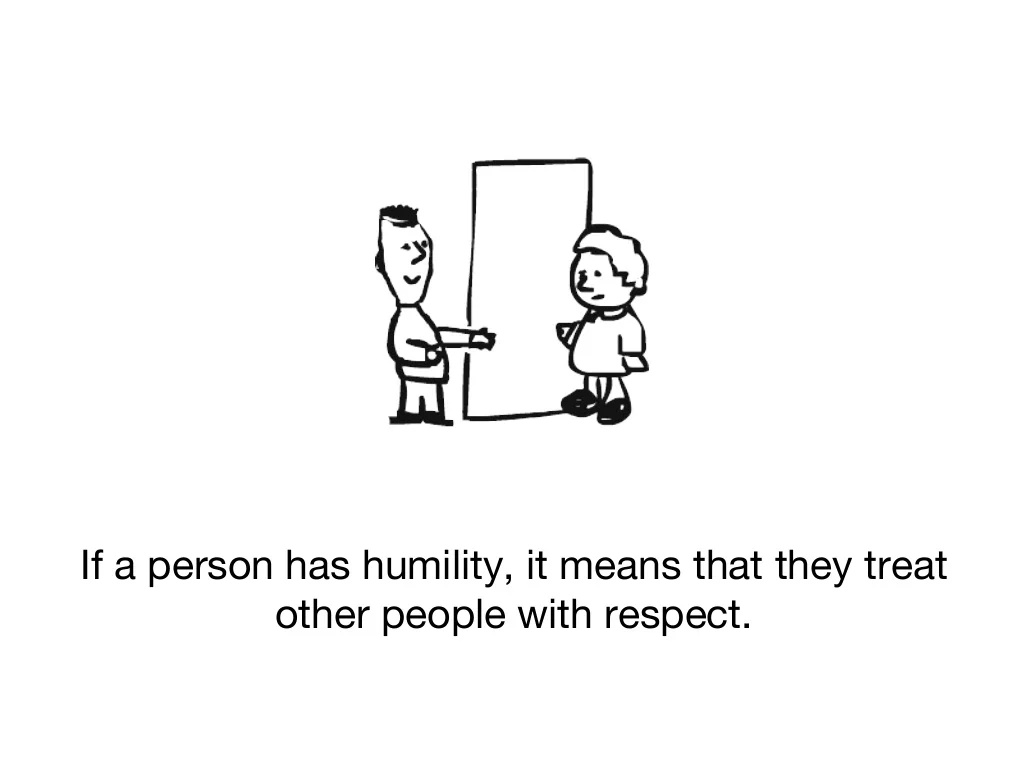 If a person has humility, it means that they treat
other people with respect.